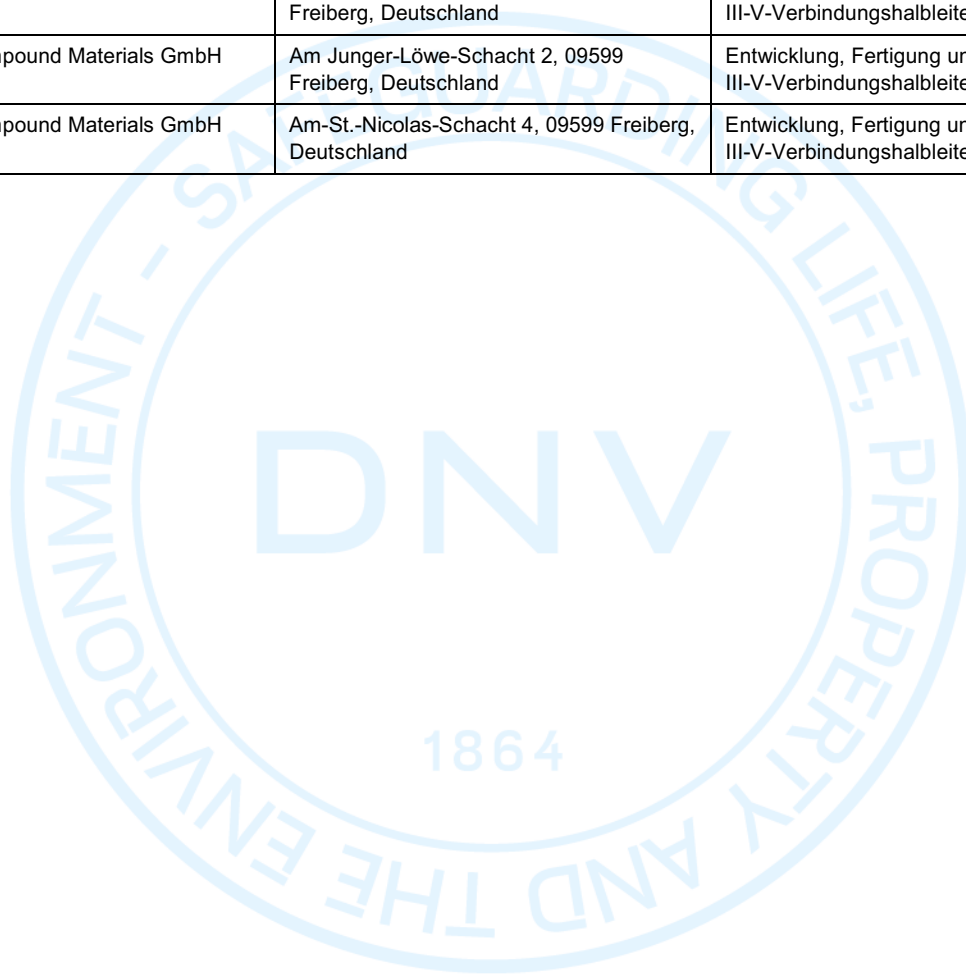 Freiberg, Deutschland
III-V-Verbindungshalbleite
pound Materials GmbH
Am Junger-Löwe-Schacht 2, 09599
Freiberg, Deutschland
Entwicklung, Fertigung un
III-V-Verbindungshalbleite
pound Materials GmbH
Am-St.-Nicolas-Schacht 4, 09599 Freiberg,
Deutschland
Entwicklung, Fertigung un
III-V-Verbindungshalbleite
SAFEGUARDING LIFE, PROPERTY AND THE ENVIRONMENT -
DNV
1864